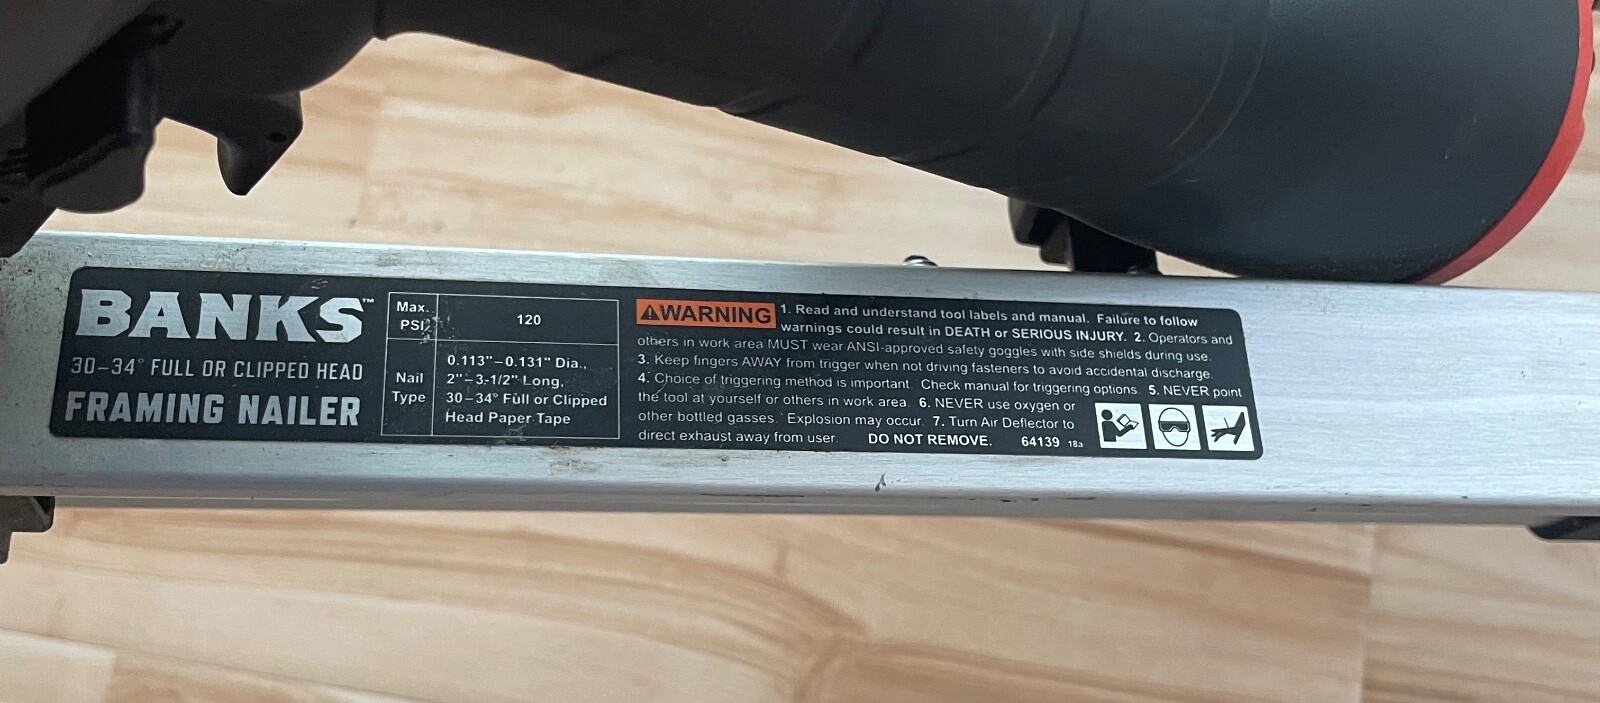 BANKS™
30-34° FULL OR CLIPPED HEAD
FRAMING NAILER
Max. PSI 120
Nail Type
0.113"-0.131" Dia.,
2"-3-1/2" Long,
30-34° Full or Clipped
Head Paper Tape
⚠WARNING 1. Read and understand tool labels and manual. Failure to follow
warnings could result in DEATH or SERIOUS INJURY. 2. Operators and
others in work area MUST wear ANSI-approved safety goggles with side shields during use.
3. Keep fingers AWAY from trigger when not driving fasteners to avoid accidental discharge.
4. Choice of triggering method is important. Check manual for triggering options. 5. NEVER point
the tool at yourself or others in work area. 6. NEVER use oxygen or
other bottled gasses. Explosion may occur. 7. Turn Air Deflector to
direct exhaust away from user. DO NOT REMOVE. 64139 18a